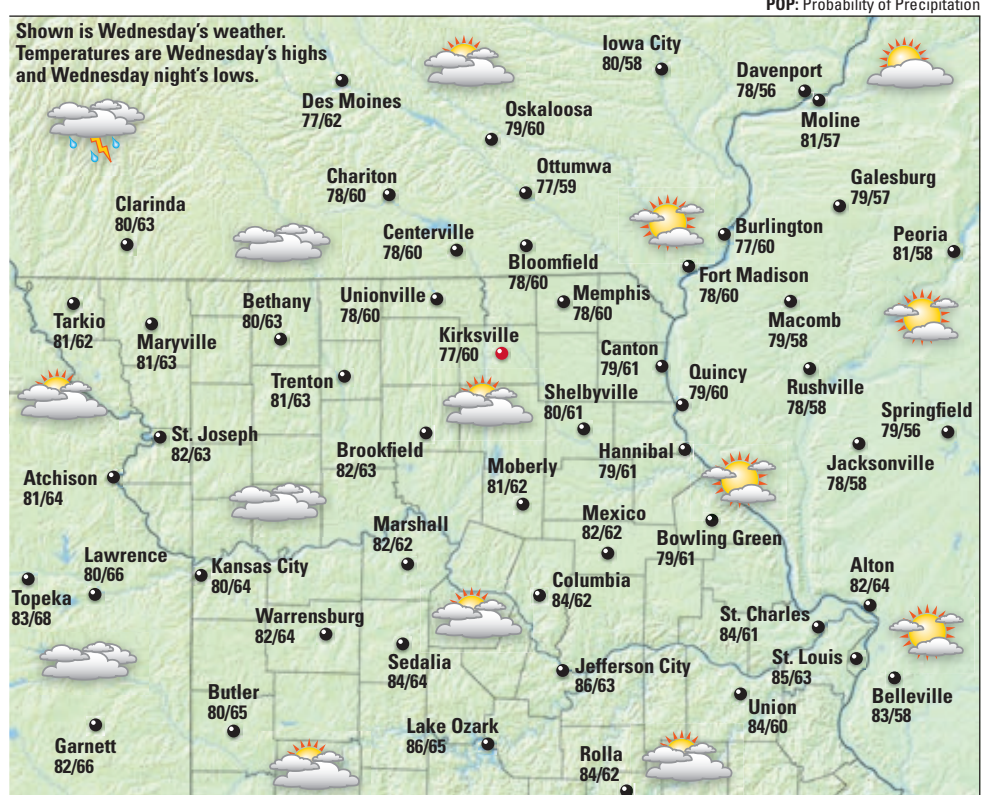 POP: Probability of Precipitation
Shown is Wednesday's weather.
Temperatures are Wednesday's highs
and Wednesday night's lows.
Iowa City
80/58
Davenport
78/56
Des Moines
77/62
Oskaloosa
79/60
Moline
81/57
Chariton
78/60
Ottumwa
77/59
Galesburg
79/57
Clarinda
80/63
Centerville
78/60
Bloomfield
78/60
Burlington
77/60
Peoria
81/58
Fort Madison
78/60
Tarkio
81/62
Maryville
81/63
Bethany
80/63
Unionville
78/60
Memphis
78/60
Macomb
79/58
Kirksville
77/60
Canton
79/61
Trenton
81/63
Shelbyville
80/61
Quincy
79/60
Rushville
78/58
Springfield
79/56
St. Joseph
82/63
Brookfield
82/63
Hannibal
79/61
Jacksonville
78/58
Atchison
81/64
Moberly
81/62
Mexico
82/62
Bowling Green
79/61
Marshall
82/62
Lawrence
80/66
Kansas City
80/64
Columbia
84/62
Alton
82/64
Topeka
83/68
Warrensburg
82/64
St. Charles
84/61
Sedalia
84/64
Jefferson City
86/63
St. Louis
85/63
Belleville
83/58
Butler
80/65
Union
84/60
Garnett
82/66
Lake Ozark
86/65
Rolla
84/62